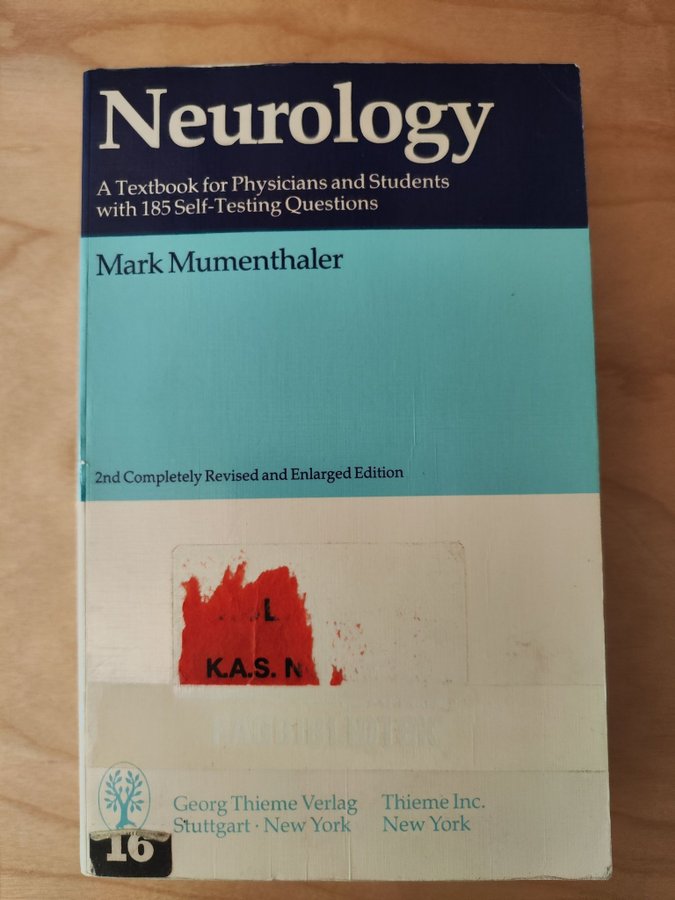 Neurology
A Textbook for Physicians and Students
with 185 Self-Testing Questions
Mark Mumenthaler
2nd Completely Revised and Enlarged Edition
L
K.A.S. N
Georg Thieme Verlag
Stuttgart · New York
Thieme Inc.
New York
16